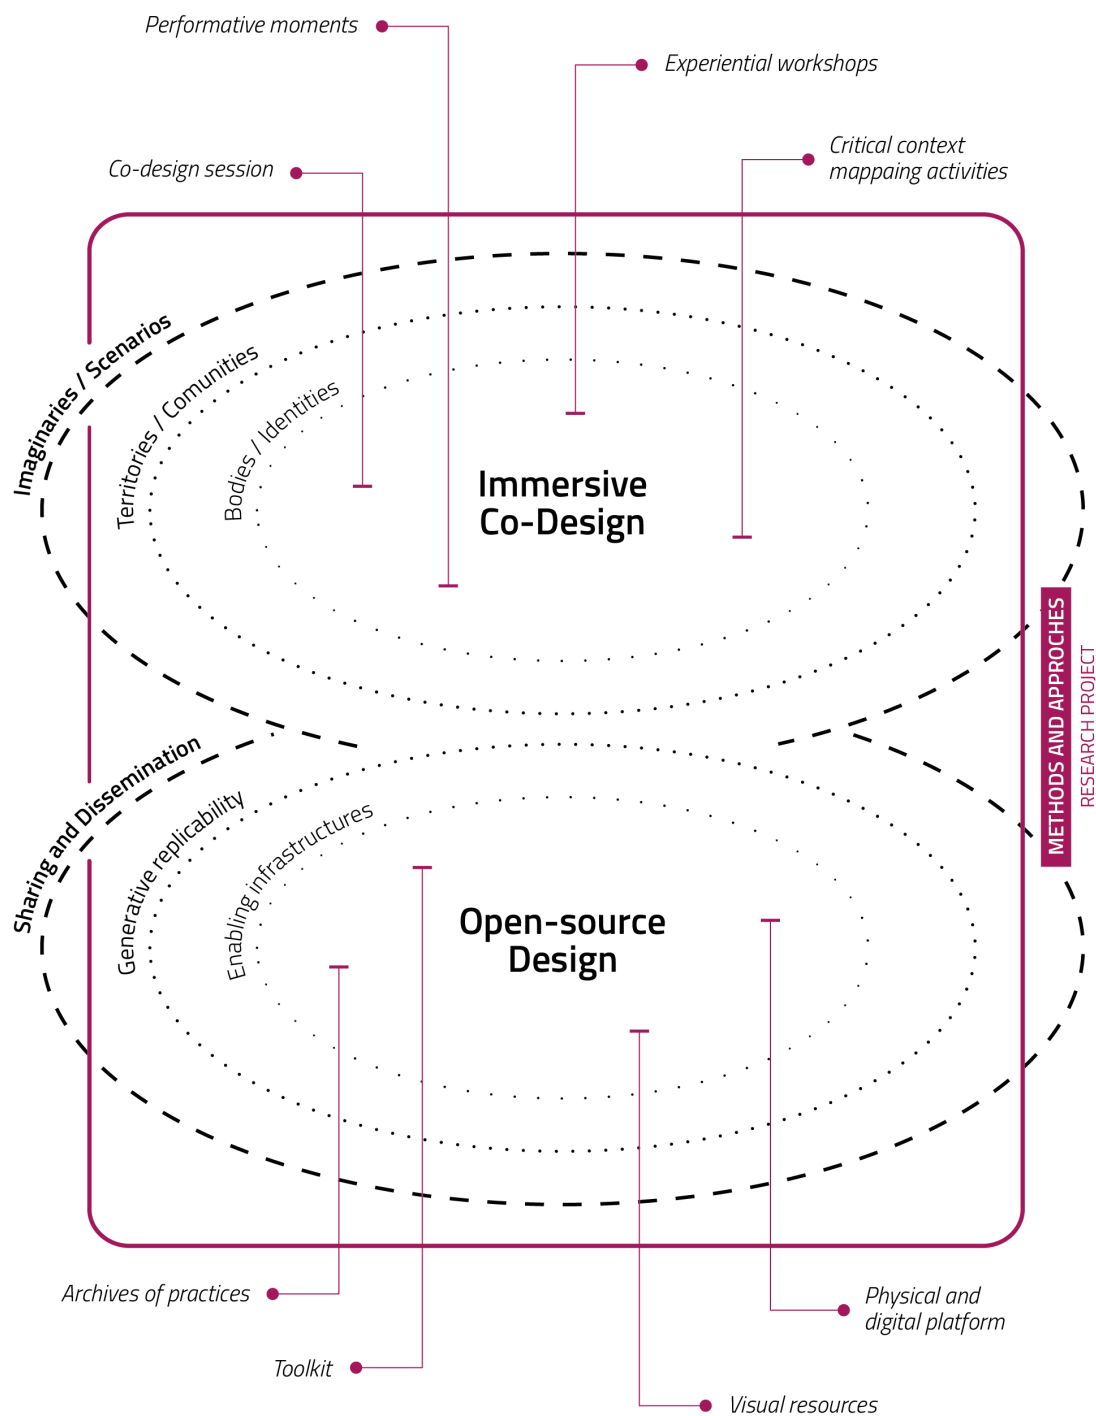 Performative moments
Experiential workshops
Critical context
mappaing activities
Co-design session
Imaginaries / Scenarios
Territories / Comunities
Bodies / Identities
Immersive
Co-Design
METHODS AND APPROCHES
RESEARCH PROJECT
Sharing and Dissemination
Generative replicability
Enabling infrastructures
Open-source
Design
Archives of practices
Physical and
digital platform
Toolkit
Visual resources